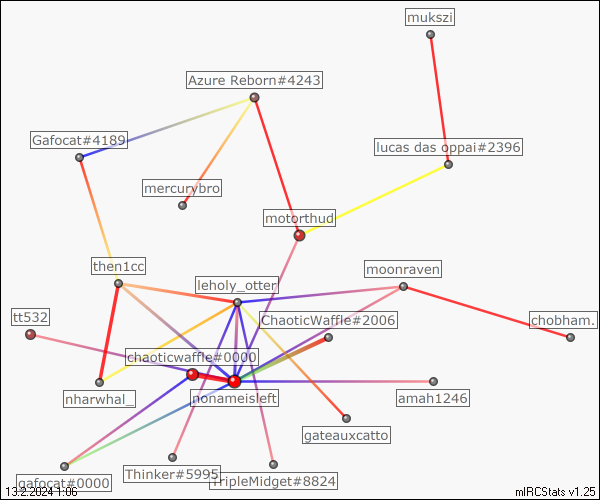 mukszi
Azure Reborn#4243
Gafocat#4189
lucas das oppai#2396
mercurybro
motorthud
then1cc
moonraven
leholy_otter
tt532
ChaoticWaffle#2006
chobham.
chaoticwaffle#0000
nharwhal_
nonameisleft
amah1246
gateauxcatto
Thinker#5995
TripleMidget#8824
gafocat#0000
13.2.2024 1:06
mIRCStats v1.25